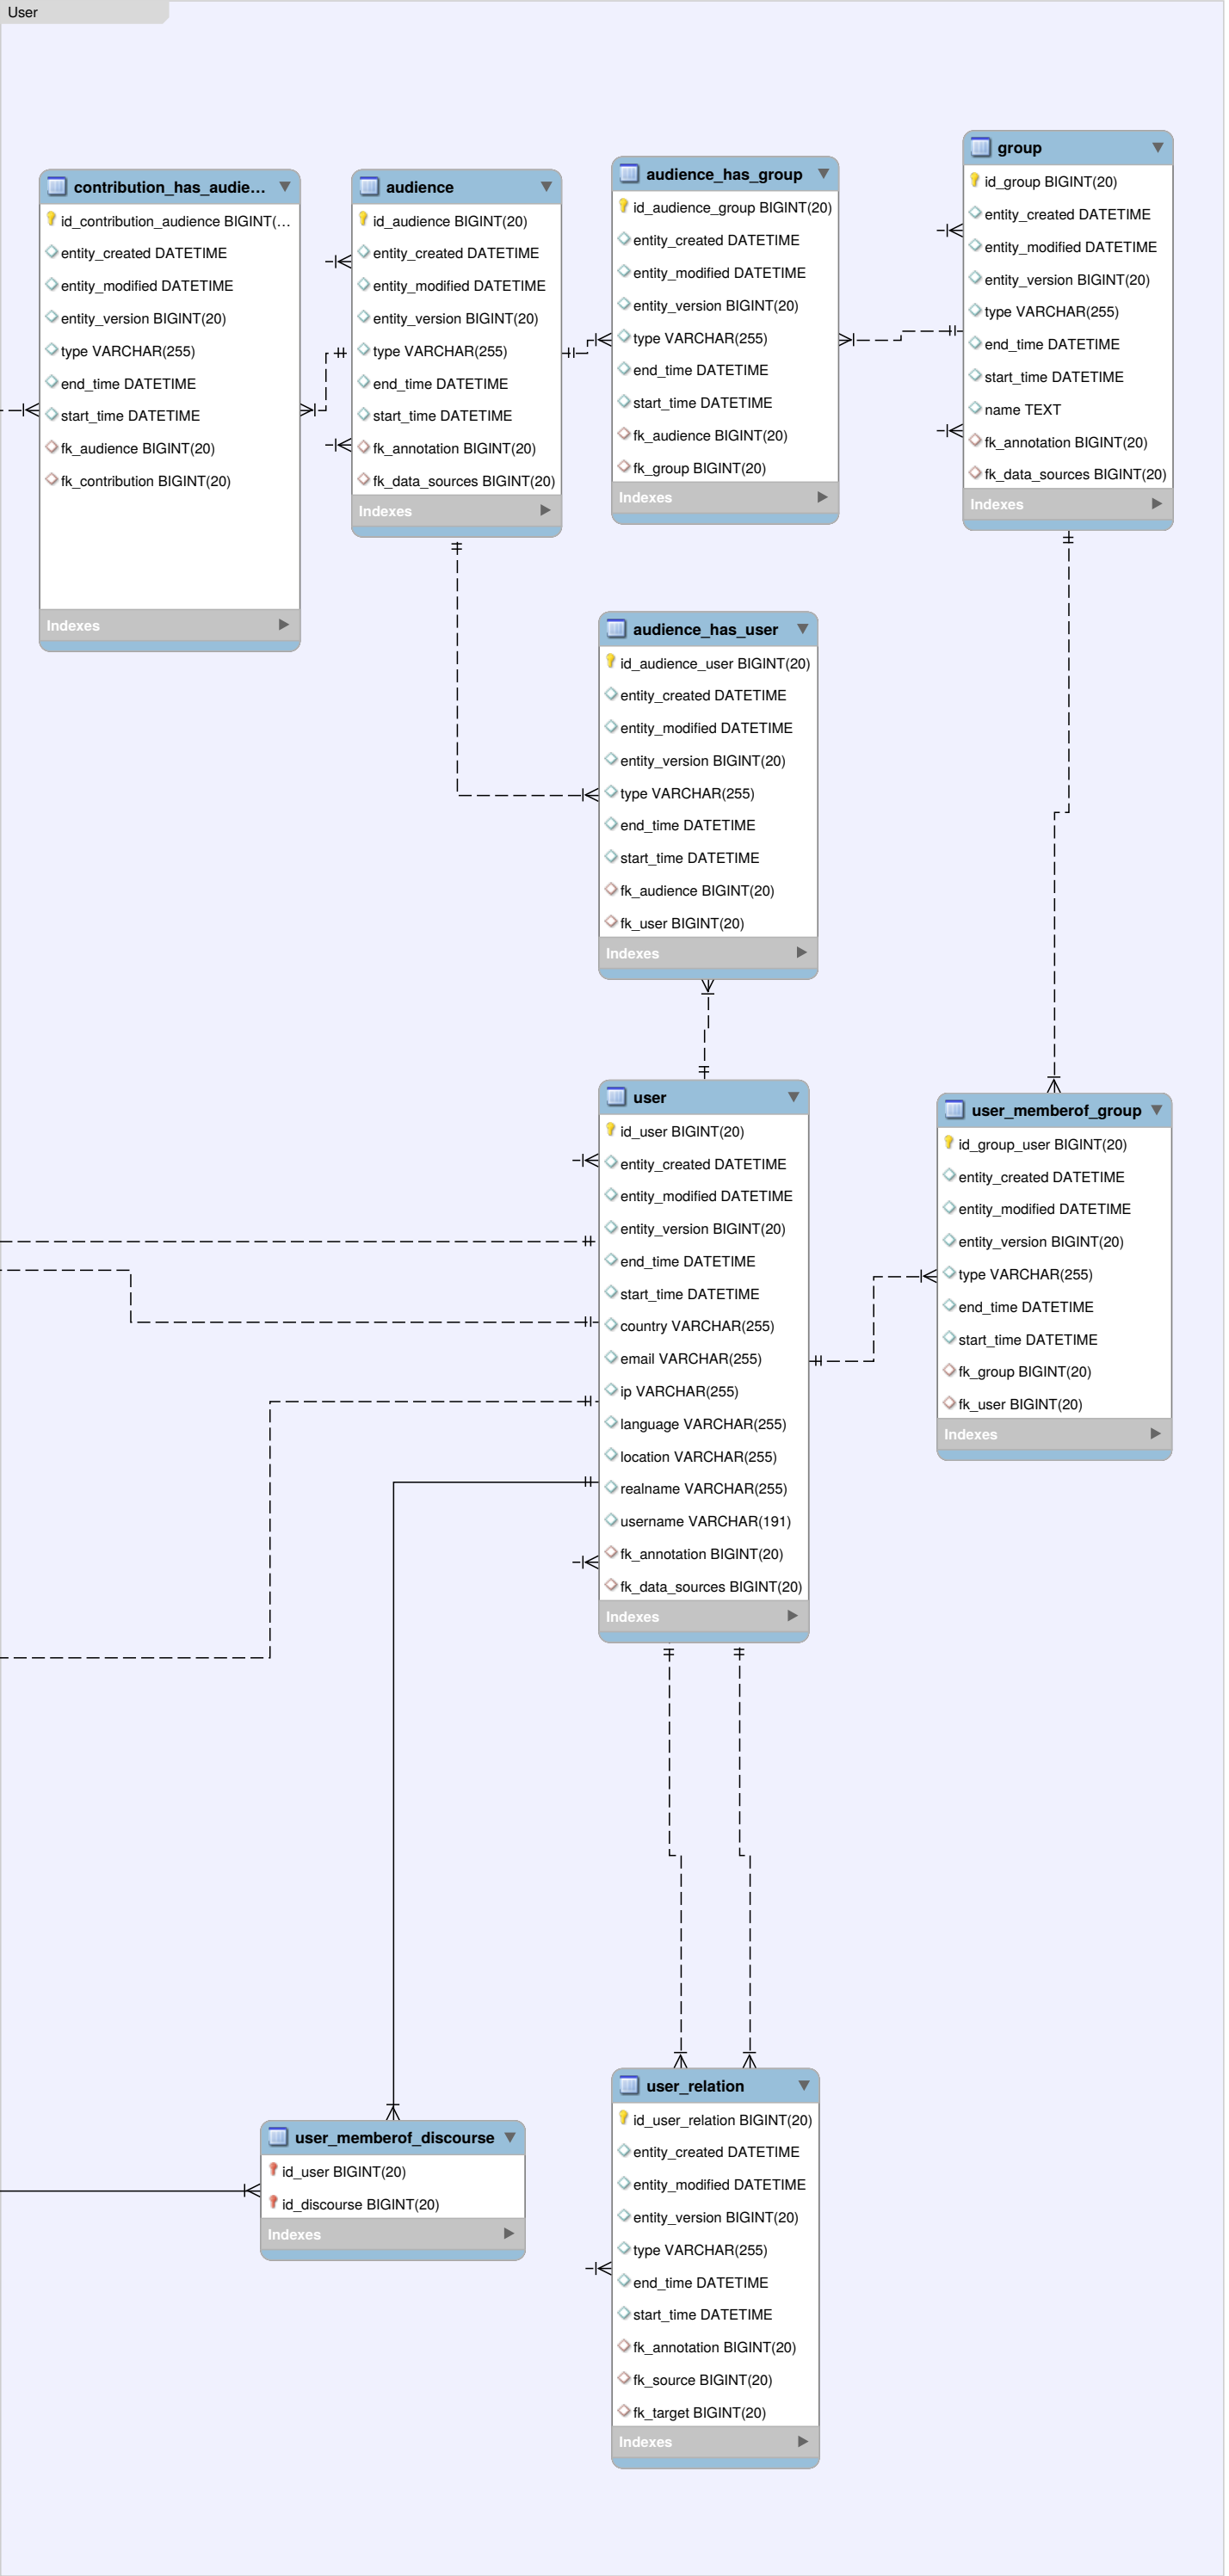 User
contribution_has_audie...
id_contribution_audience BIGINT(...
entity_created DATETIME
entity_modified DATETIME
entity_version BIGINT(20)
type VARCHAR(255)
end_time DATETIME
start_time DATETIME
fk_audience BIGINT(20)
fk_contribution BIGINT(20)
Indexes
audience
id_audience BIGINT(20)
entity_created DATETIME
entity_modified DATETIME
entity_version BIGINT(20)
type VARCHAR(255)
end_time DATETIME
start_time DATETIME
fk_annotation BIGINT(20)
fk_data_sources BIGINT(20)
Indexes
audience_has_group
id_audience_group BIGINT(20)
entity_created DATETIME
entity_modified DATETIME
entity_version BIGINT(20)
type VARCHAR(255)
end_time DATETIME
start_time DATETIME
fk_audience BIGINT(20)
fk_group BIGINT(20)
Indexes
group
id_group BIGINT(20)
entity_created DATETIME
entity_modified DATETIME
entity_version BIGINT(20)
type VARCHAR(255)
end_time DATETIME
start_time DATETIME
name TEXT
fk_annotation BIGINT(20)
fk_data_sources BIGINT(20)
Indexes
audience_has_user
id_audience_user BIGINT(20)
entity_created DATETIME
entity_modified DATETIME
entity_version BIGINT(20)
type VARCHAR(255)
end_time DATETIME
start_time DATETIME
fk_audience BIGINT(20)
fk_user BIGINT(20)
Indexes
user
id_user BIGINT(20)
entity_created DATETIME
entity_modified DATETIME
entity_version BIGINT(20)
end_time DATETIME
start_time DATETIME
country VARCHAR(255)
email VARCHAR(255)
ip VARCHAR(255)
language VARCHAR(255)
location VARCHAR(255)
realname VARCHAR(255)
username VARCHAR(191)
fk_annotation BIGINT(20)
fk_data_sources BIGINT(20)
Indexes
user_memberof_group
id_group_user BIGINT(20)
entity_created DATETIME
entity_modified DATETIME
entity_version BIGINT(20)
type VARCHAR(255)
end_time DATETIME
start_time DATETIME
fk_group BIGINT(20)
fk_user BIGINT(20)
Indexes
user_memberof_discourse
id_user BIGINT(20)
id_discourse BIGINT(20)
Indexes
user_relation
id_user_relation BIGINT(20)
entity_created DATETIME
entity_modified DATETIME
entity_version BIGINT(20)
type VARCHAR(255)
end_time DATETIME
start_time DATETIME
fk_annotation BIGINT(20)
fk_source BIGINT(20)
fk_target BIGINT(20)
Indexes